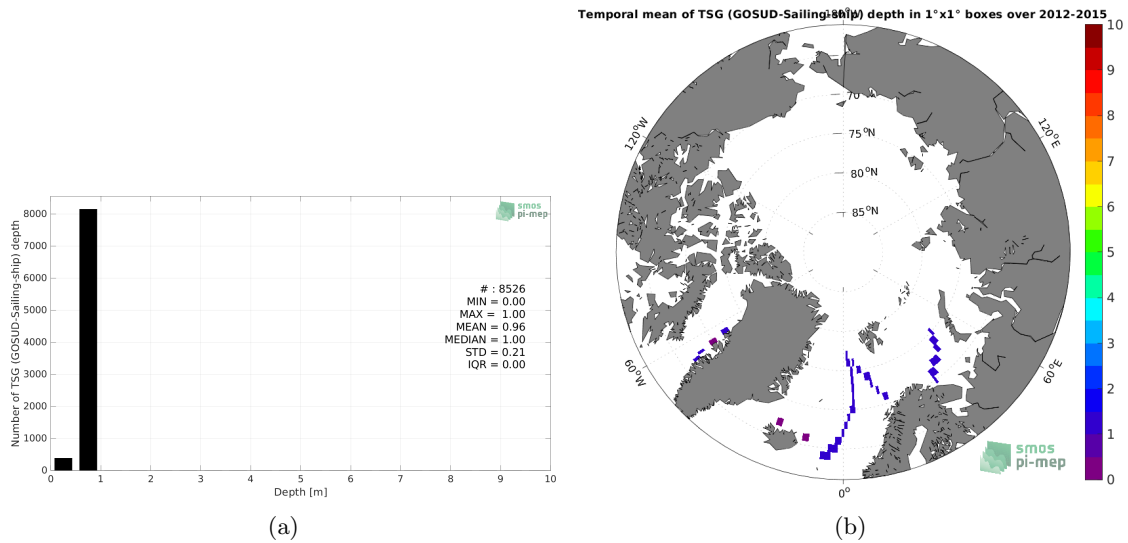 8000
7000
6000
5000
4000
3000
2000
1000
0
Number of TSG (GOSUD-Sailing-ship) depth
smos
pi-mep
# : 8526
MIN = 0.00
MAX = 1.00
MEAN = 0.96
MEDIAN = 1.00
STD = 0.21
IQR = 0.00
0 1 2 3 4 5 6 7 8 9 10
Depth [m]
(a)
Temporal mean of TSG (GOSUD-Sailing-ship) depth in 1°x1° boxes over 2012-2015
120°W
120°E
60°W
60°E
0°
70
75°N
80°N
85°N
smos
pi-mep
10
9
8
7
6
5
4
3
2
1
0
(b)